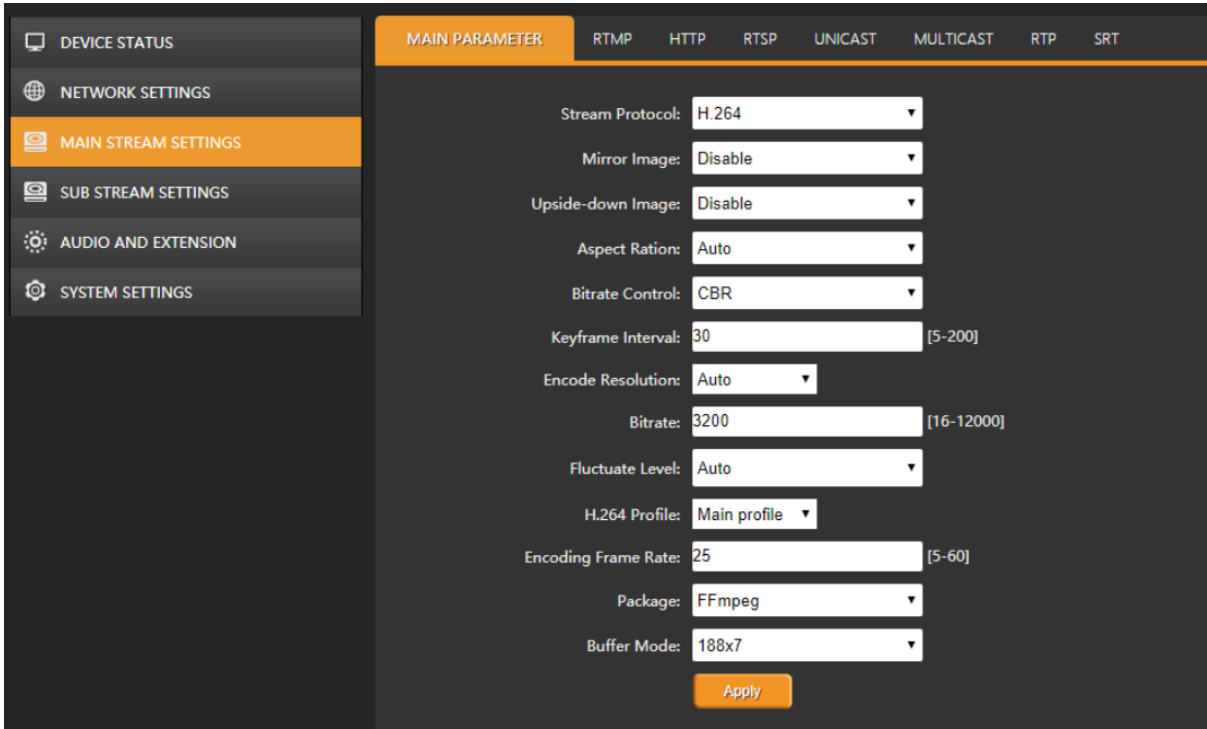 DEVICE STATUS
NETWORK SETTINGS
MAIN STREAM SETTINGS
SUB STREAM SETTINGS
AUDIO AND EXTENSION
SYSTEM SETTINGS
MAIN PARAMETER RTMP HTTP RTSP UNICAST MULTICAST RTP SRT
Stream Protocol: H.264
Mirror Image: Disable
Upside-down Image: Disable
Aspect Ration: Auto
Bitrate Control: CBR
Keyframe Interval: 30 [5-200]
Encode Resolution: Auto
Bitrate: 3200 [16-12000]
Fluctuate Level: Auto
H.264 Profile: Main profile
Encoding Frame Rate: 25 [5-60]
Package: FFmpeg
Buffer Mode: 188x7
Apply